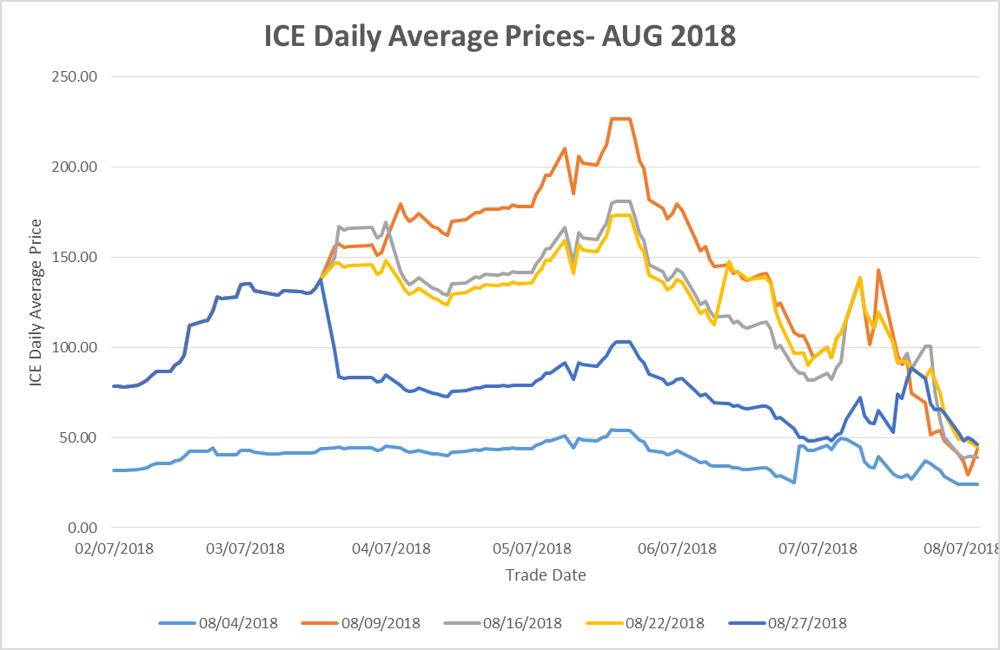 ICE Daily Average Prices- AUG 2018
250.00
200.00
150.00
100.00
50.00
0.00
ICE Daily Average Price
02/07/2018 03/07/2018 04/07/2018 05/07/2018 06/07/2018 07/07/2018 08/07/2018
Trade Date
08/04/2018 08/09/2018 08/16/2018 08/22/2018 08/27/2018